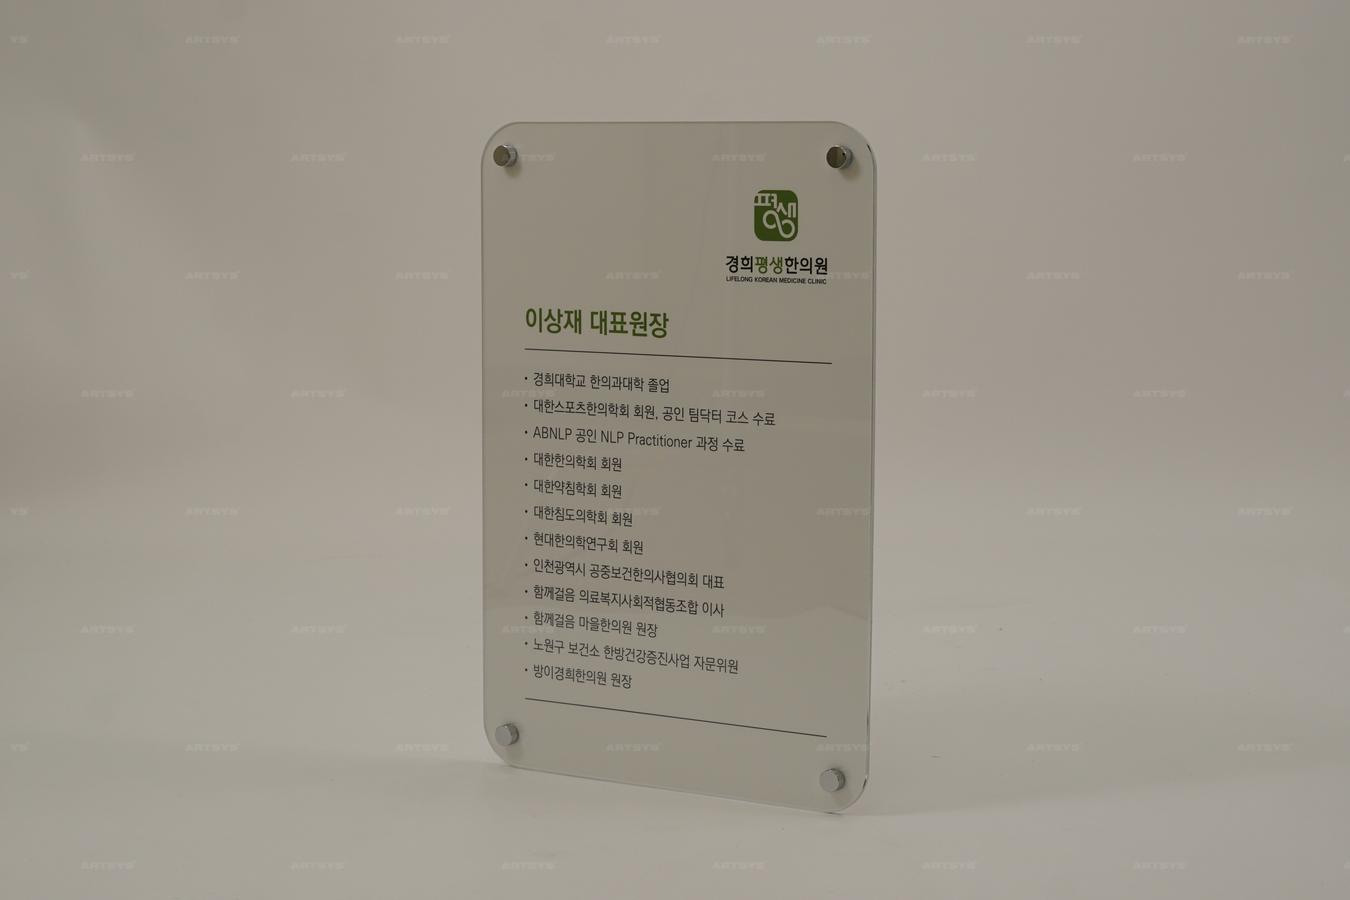 평생
경희평생한의원
LIFELONG KOREAN MEDICINE CLINIC
이상재 대표원장
· 경희대학교 한의과대학 졸업
· 대한스포츠한의학회 회원, 공인 팀닥터 코스 수료
· ABNLP 공인 NLP Practitioner 과정 수료
· 대한한의학회 회원
· 대한약침학회 회원
· 대한침도의학회 회원
· 현대한의학연구회 회원
· 인천광역시 공중보건한의사협의회 대표
· 함께걸음 의료복지사회적협동조합 이사
· 함께걸음 마을한의원 원장
· 노원구 보건소 한방건강증진사업 자문위원
· 방이경희한의원 원장
ARTSYS